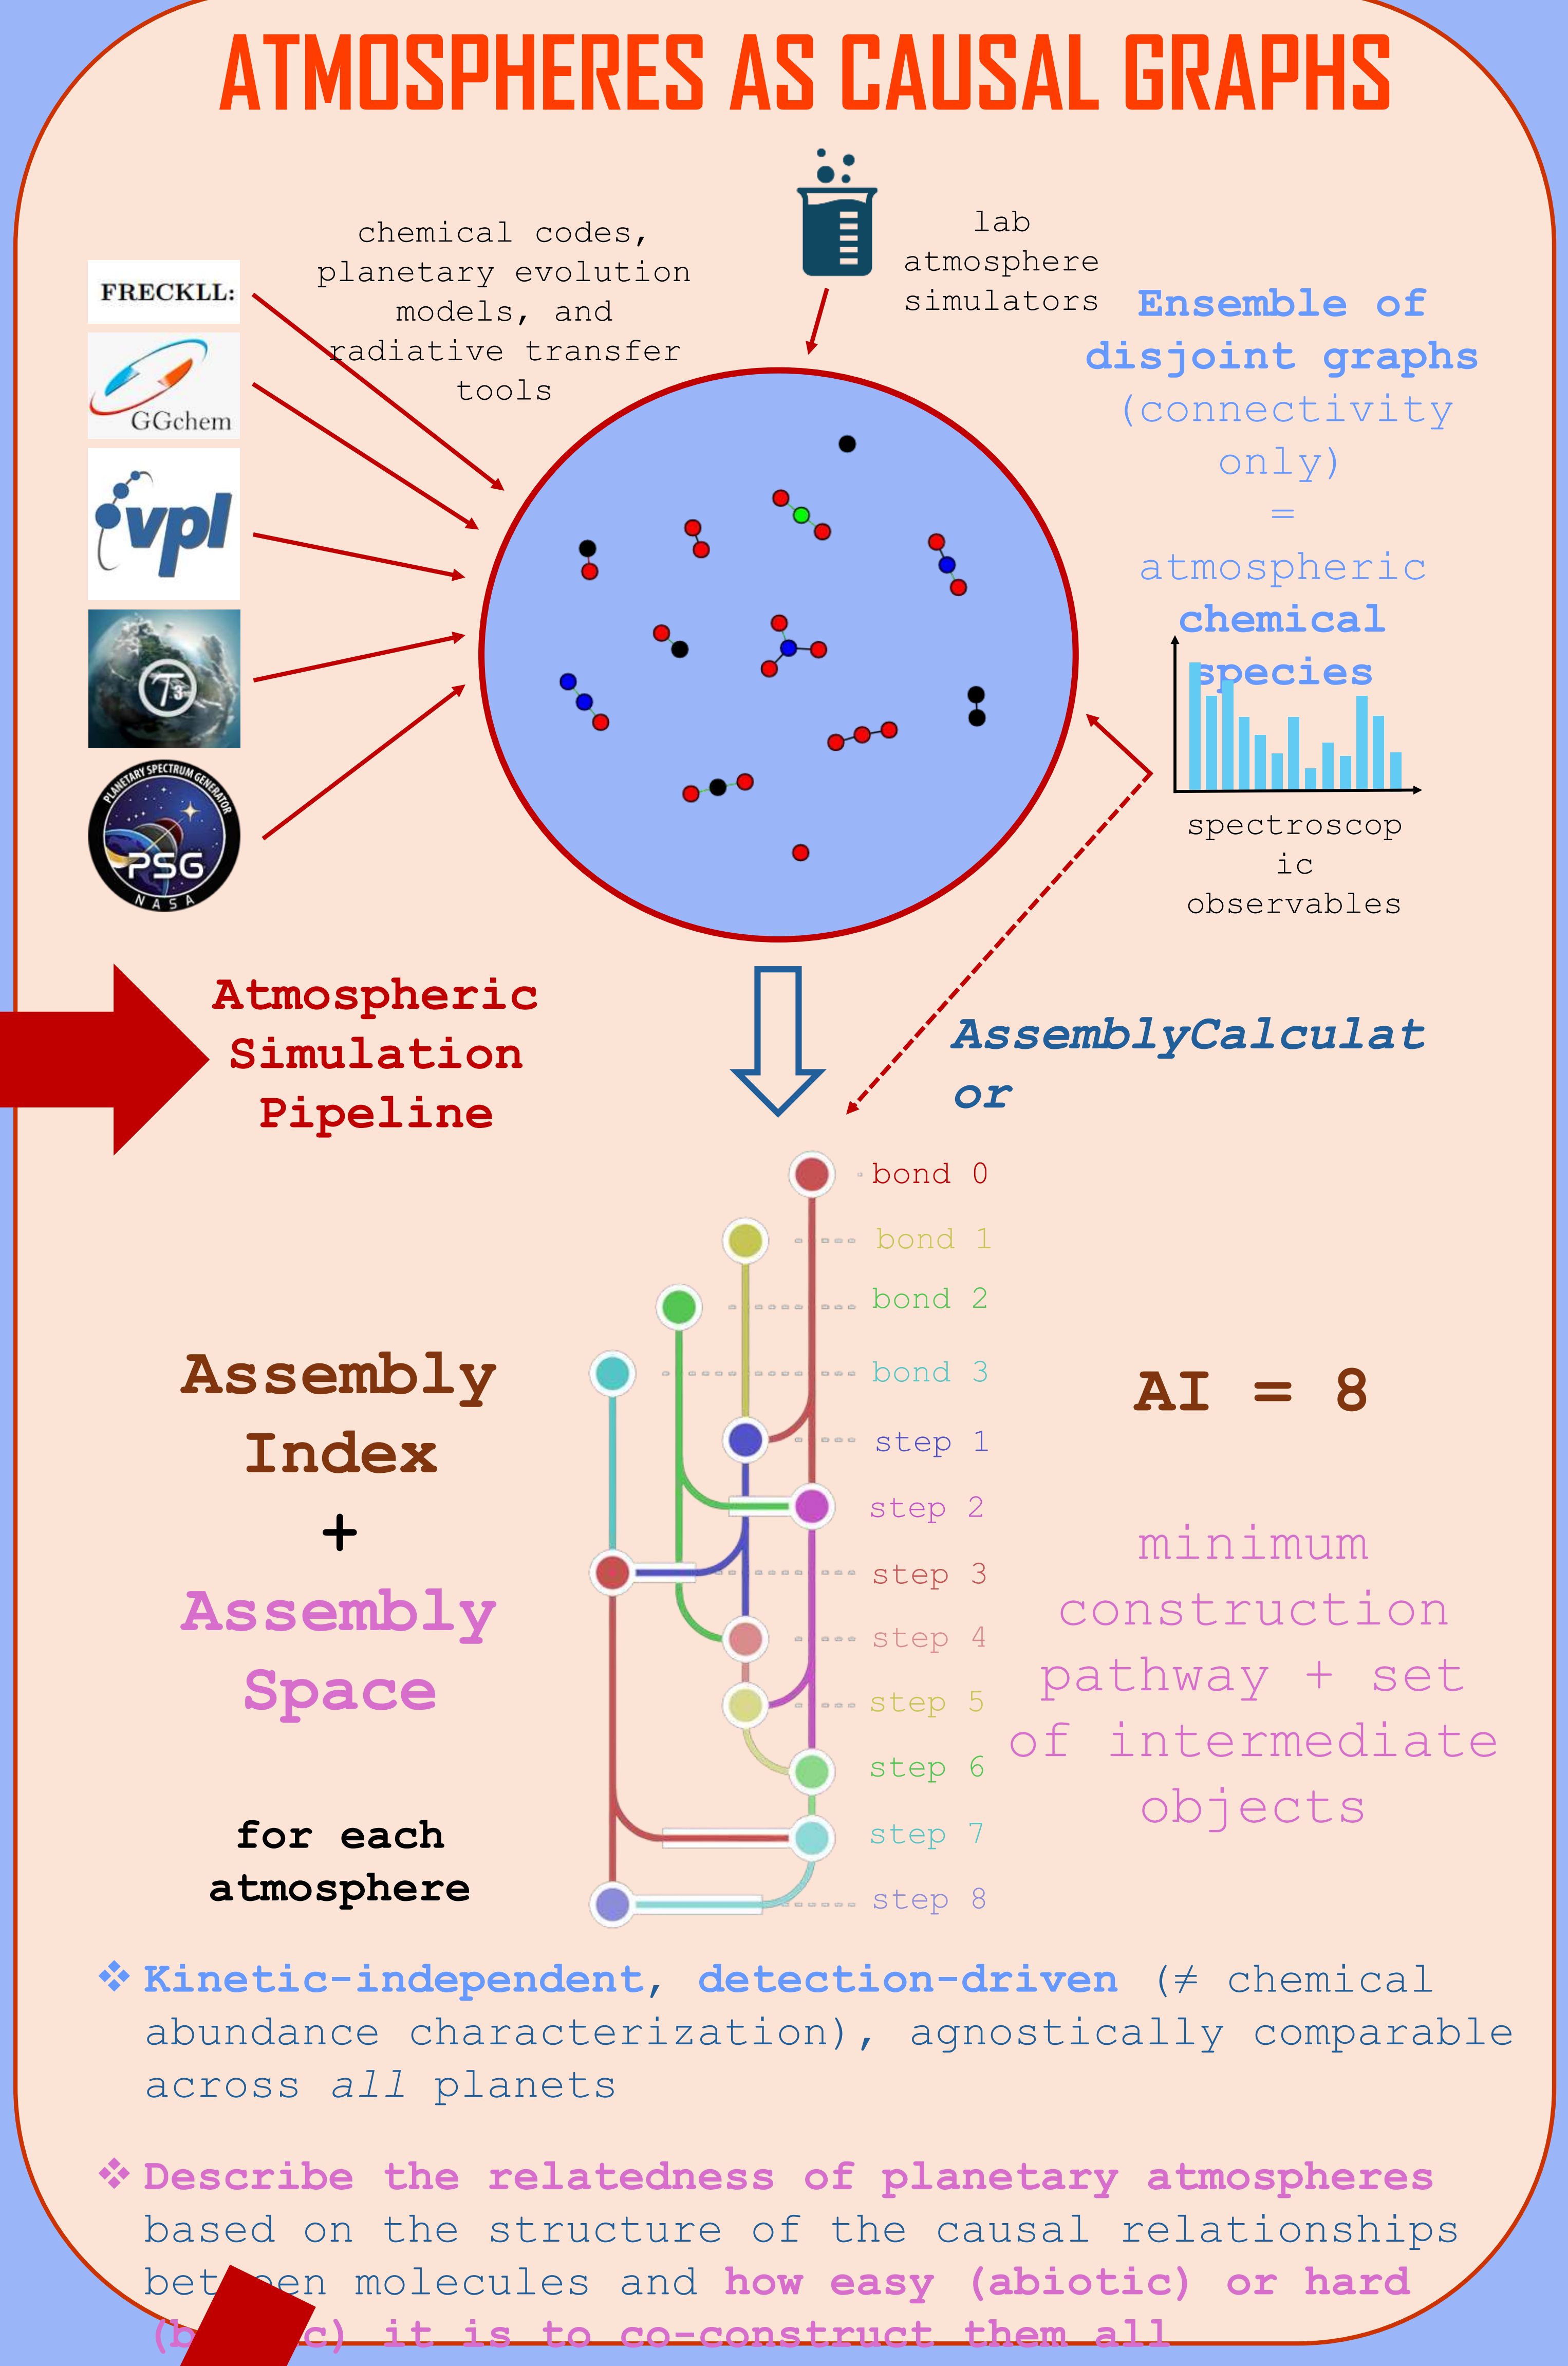 ATMOSPHERES AS CAUSAL GRAPHS
chemical codes,
planetary evolution
models, and
radiative transfer
tools
lab
atmosphere
simulators
FRECKLL:
GGchem
vpl
T3
PLANETARY SPECTRUM GENERATOR
PSG
NASA
Ensemble of
disjoint graphs
(connectivity
only)
=
atmospheric
chemical
species
spectroscop
ic
observables
Atmospheric
Simulation
Pipeline
AssemblyCalculat
or
bond 0
bond 1
bond 2
bond 3
step 1
step 2
step 3
step 4
step 5
step 6
step 7
step 8
Assembly
Index
+
Assembly
Space
for each
atmosphere
AI = 8
minimum
construction
pathway + set
of intermediate
objects
❖ Kinetic-independent, detection-driven (≠ chemical
abundance characterization), agnostically comparable
across all planets
❖ Describe the relatedness of planetary atmospheres
based on the structure of the causal relationships
between molecules and how easy (abiotic) or hard
it is to co-construct them all